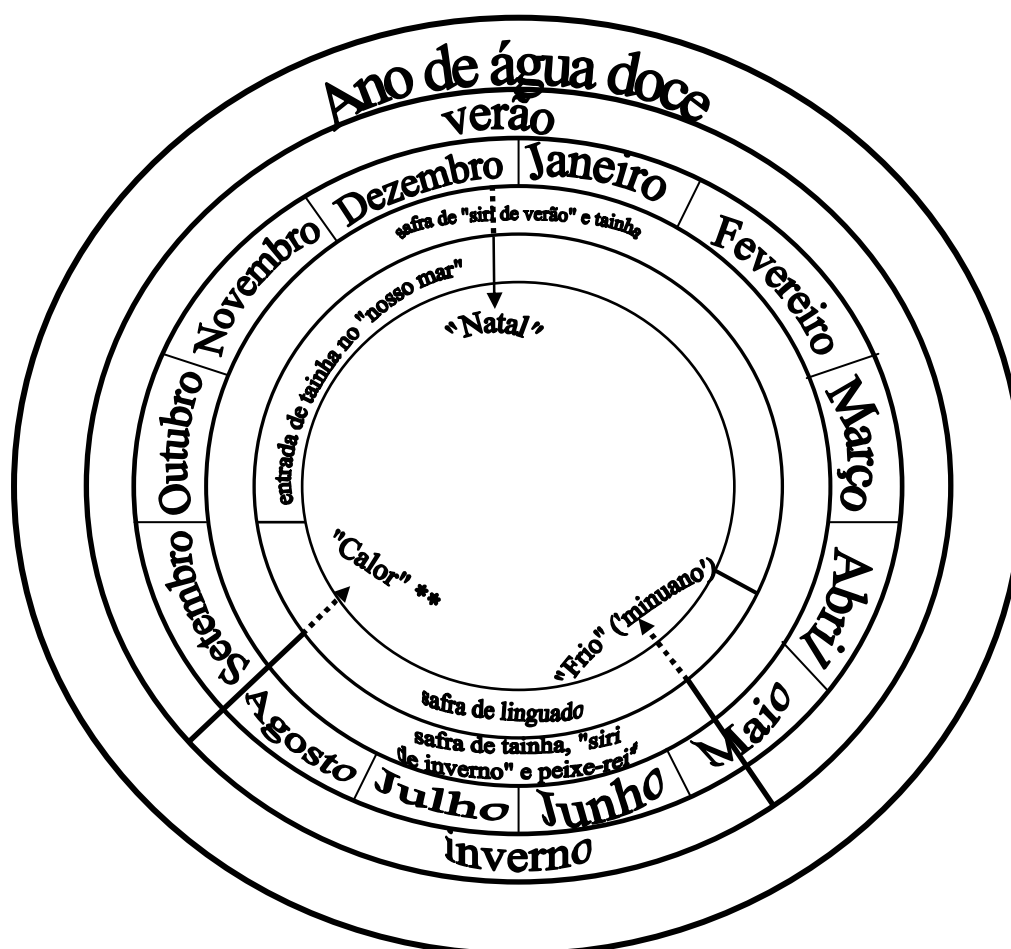 Ano de água doce
verão
Janeiro
Fevereiro
Março
Abril
Maio
Junho
Julho
Agosto
Setembro
Outubro
Novembro
Dezembro
inverno
safra de "siri de verão" e tainha
safra de tainha, "siri
de inverno" e peixe-rei"
entrada de tainha no "nosso mar"
safra de linguado
"Natal"
"Calor" **
"Frio" ('minuano')